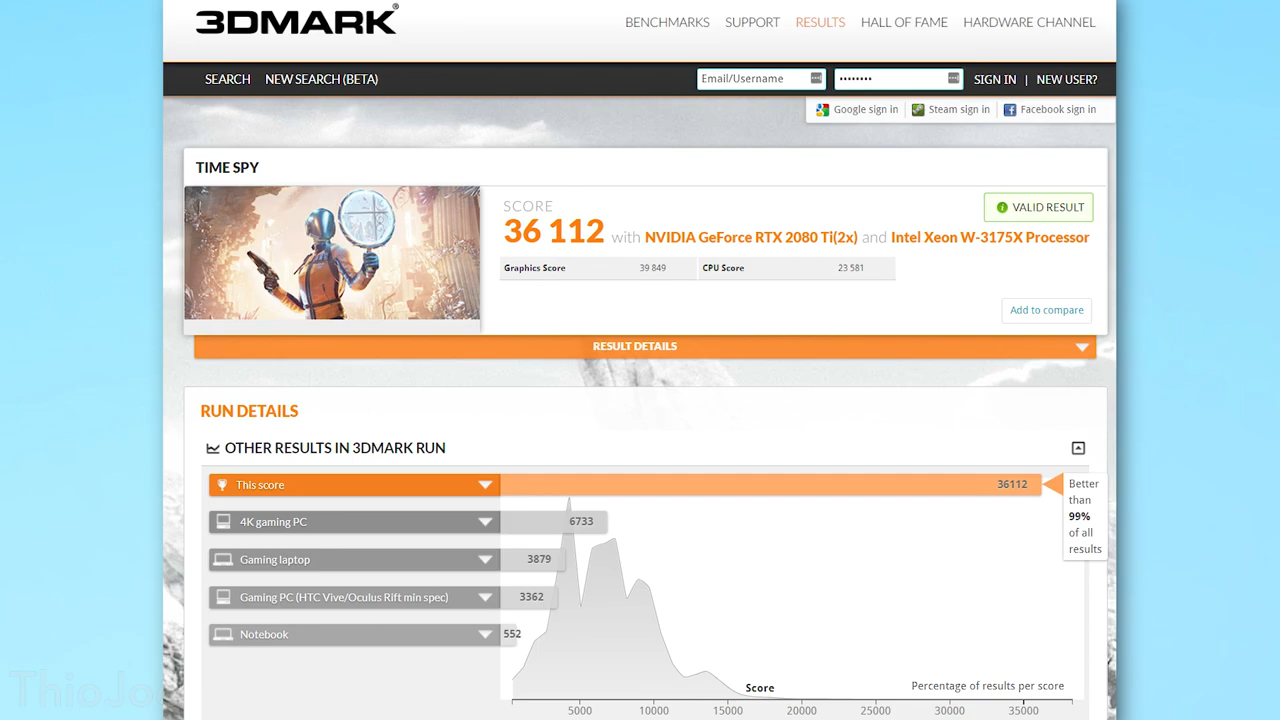 3DMARK®
BENCHMARKS SUPPORT RESULTS HALL OF FAME HARDWARE CHANNEL
SEARCH NEW SEARCH (BETA) Email/Username •••••••• SIGN IN | NEW USER?
Google sign in Steam sign in Facebook sign in
TIME SPY
SCORE
VALID RESULT
36 112 with NVIDIA GeForce RTX 2080 Ti(2x) and Intel Xeon W-3175X Processor
Graphics Score 39 849 CPU Score 23 581
Add to compare
RESULT DETAILS
RUN DETAILS
OTHER RESULTS IN 3DMARK RUN
This score 36112
Better
than
99%
of all
results
4K gaming PC 6733
Gaming laptop 3879
Gaming PC (HTC Vive/Oculus Rift min spec) 3362
Notebook 552
Score Percentage of results per score
5000 10000 15000 20000 25000 30000 35000
ThioJoe